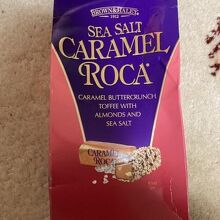 BROWN & HALEY
1912
SEA SALT
CARAMEL
ROCA®
CARAMEL BUTTERCRUNCH
TOFFEE WITH
ALMONDS AND
SEA SALT
CARAMEL
ROCA